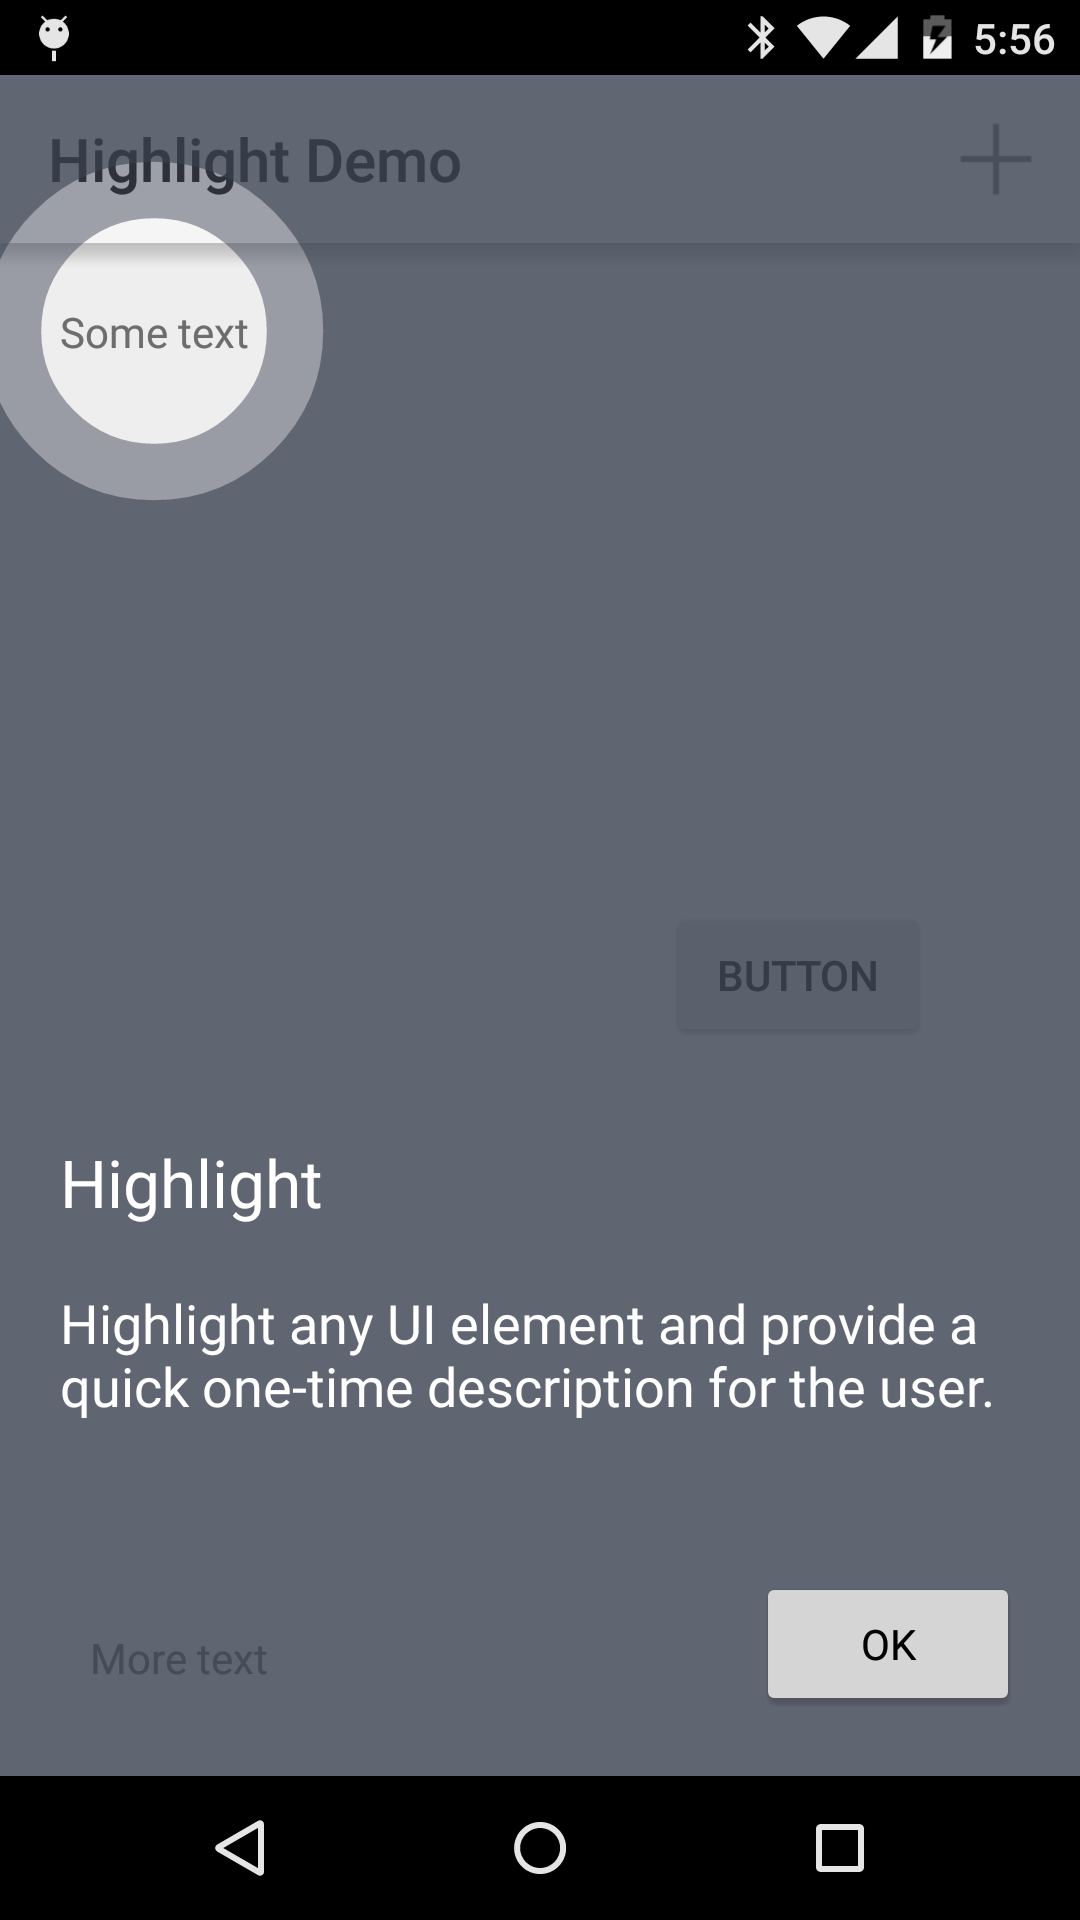 5:56
Highlight Demo
Some text
BUTTON
Highlight
Highlight any UI element and provide a
quick one-time description for the user.
More text
OK